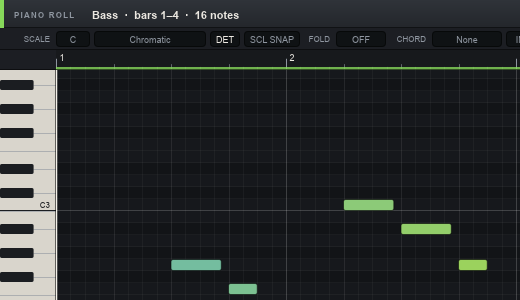 PIANO ROLL Bass · bars 1–4 · 16 notes
SCALE C Chromatic DET SCL SNAP FOLD OFF CHORD None
1 2
C3